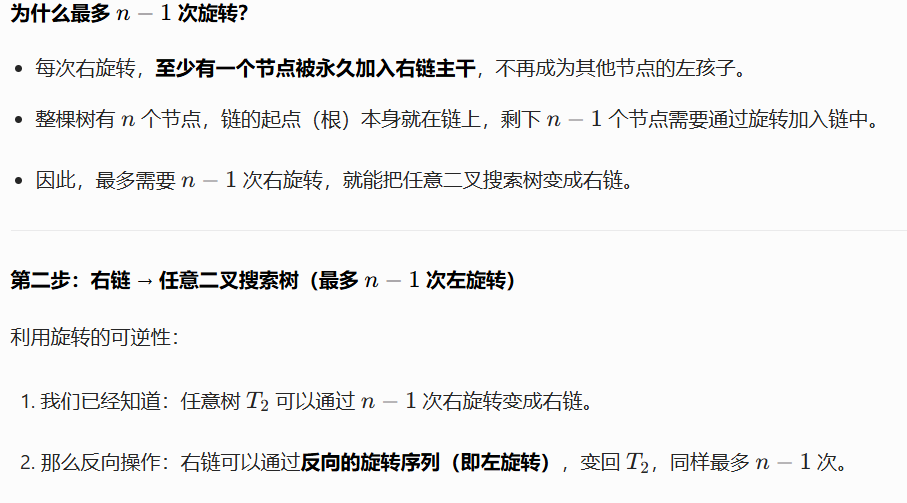 为什么最多 n − 1 次旋转？
• 每次右旋转，至少有一个节点被永久加入右链主干，不再成为其他节点的左孩子。
• 整棵树有 n 个节点，链的起点（根）本身就在链上，剩下 n − 1 个节点需要通过旋转加入链中。
• 因此，最多需要 n − 1 次右旋转，就能把任意二叉搜索树变成右链。
第二步：右链 → 任意二叉搜索树（最多 n − 1 次左旋转）
利用旋转的可逆性：
1. 我们已经知道：任意树 T₂ 可以通过 n − 1 次右旋转变成右链。
2. 那么反向操作：右链可以通过反向的旋转序列（即左旋转），变回 T₂，同样最多 n − 1 次。